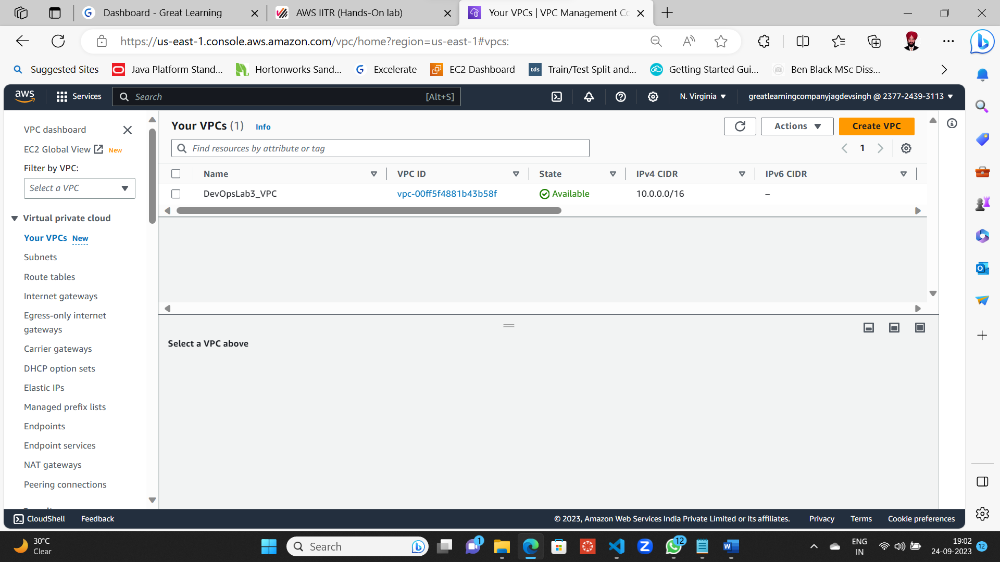 Dashboard - Great Learning
AWS IITR (Hands-On lab)
Your VPCs | VPC Management Co
https://us-east-1.console.aws.amazon.com/vpc/home?region=us-east-1#vpcs:
Suggested Sites
Java Platform Stand...
Hortonworks Sand...
Excelerate
EC2 Dashboard
tds
Train/Test Split and...
Getting Started Gui...
Ben Black MSc Diss...
aws
Services
Search
[Alt+S]
N. Virginia
greatlearningcompanyjagdevsingh @ 2377-2439-3113
VPC dashboard
EC2 Global View New
Filter by VPC:
Select a VPC
Virtual private cloud
Your VPCs New
Subnets
Route tables
Internet gateways
Egress-only internet
gateways
Carrier gateways
DHCP option sets
Elastic IPs
Managed prefix lists
Endpoints
Endpoint services
NAT gateways
Peering connections
Your VPCs (1) Info
Actions
Create VPC
Find resources by attribute or tag
1
Name VPC ID State IPv4 CIDR IPv6 CIDR
DevOpsLab3_VPC vpc-00ff5f4881b43b58f Available 10.0.0.0/16 –
Select a VPC above
CloudShell
Feedback
© 2023, Amazon Web Services India Private Limited or its affiliates.
Privacy
Terms
Cookie preferences
30°C
Clear
Search
1
12
ENG
IN
19:02
24-09-2023
12